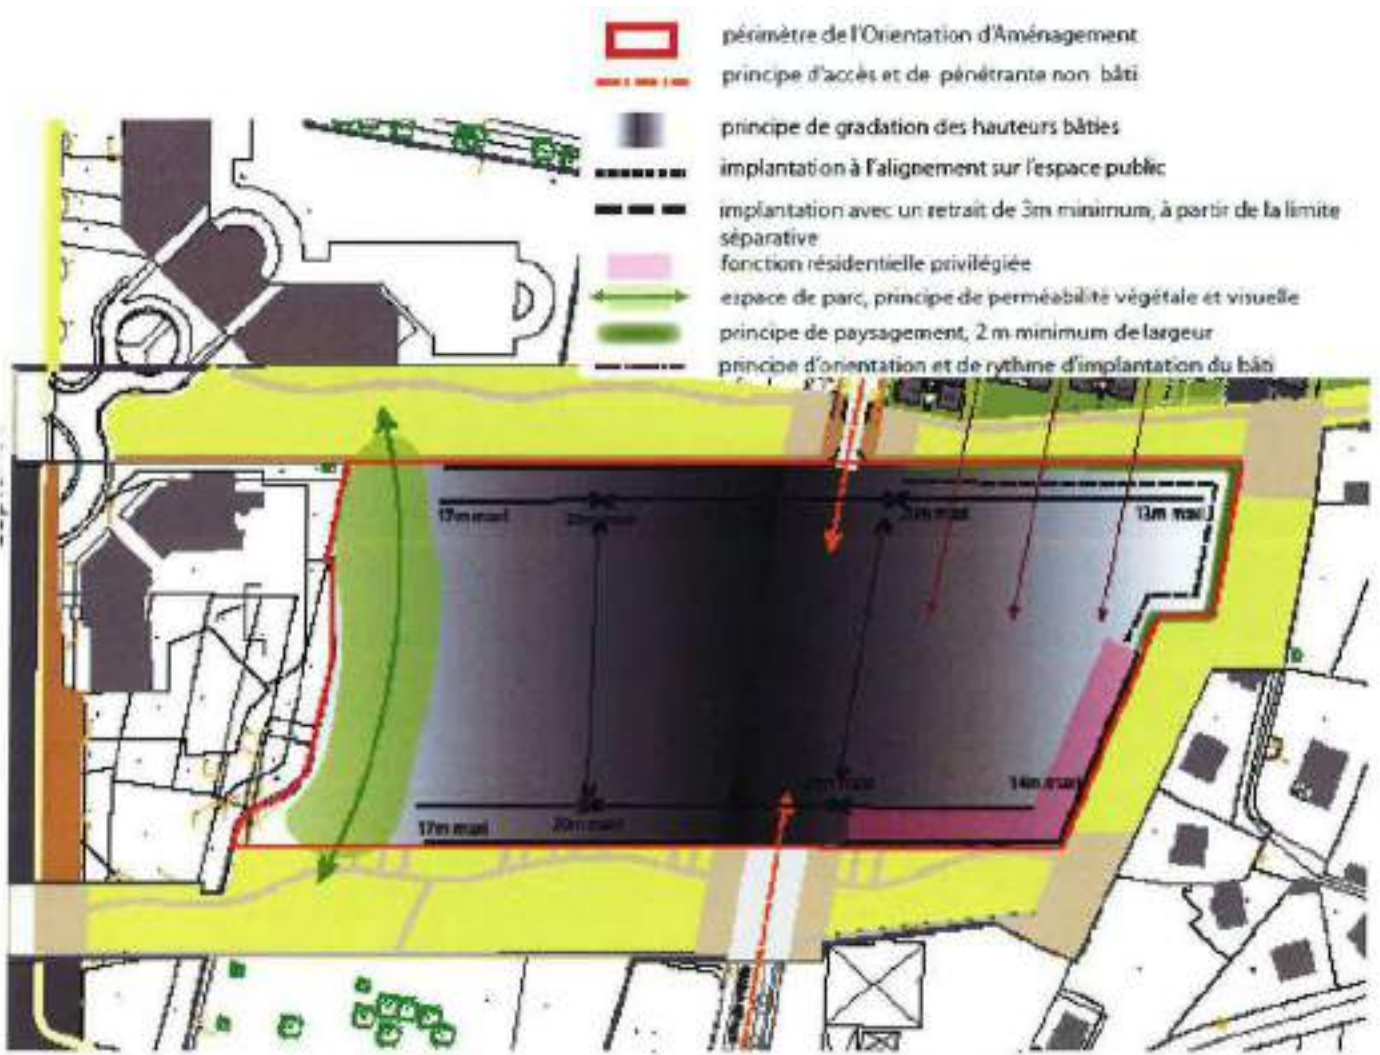 périmètre de l'Orientation d'Aménagement
principe d'accès et de pénétrante non bâti
principe de gradation des hauteurs bâties
implantation à l'alignement sur l'espace public
implantation avec un retrait de 3m minimum, à partir de la limite
séparative
fonction résidentielle privilégiée
espace de parc, principe de perméabilité végétale et visuelle
principe de paysagement, 2 m minimum de largeur
principe d'orientation et de rythme d'implantation du bâti
17m maxi
13m maxi
14m maxi
17m maxi
20m maxi